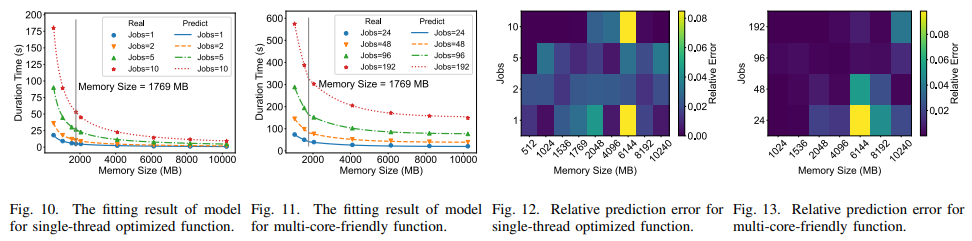 Real Predict
Jobs=1 Jobs=1
Jobs=2 Jobs=2
Jobs=5 Jobs=5
Jobs=10 Jobs=10
Memory Size = 1769 MB
Duration Time (s)
200
175
150
125
100
75
50
25
0
2000 4000 6000 8000 10000
Memory Size (MB)
Real Predict
Jobs=24 Jobs=24
Jobs=48 Jobs=48
Jobs=96 Jobs=96
Jobs=192 Jobs=192
Memory Size = 1769 MB
Duration Time (s)
600
500
400
300
200
100
0
2000 4000 6000 8000 10000
Memory Size (MB)
Jobs
10
5
2
1
512 1024 1536 1769 2048 4096 6144 8192 10240
Memory Size (MB)
0.08
0.06
0.04
0.02
0.00
Relative Error
Jobs
192
96
48
24
1024 1536 2048 4096 6144 8192 10240
Memory Size (MB)
0.08
0.06
0.04
0.02
Relative Error
Fig. 10. The fitting result of model
for single-thread optimized function.
Fig. 11. The fitting result of model
for multi-core-friendly function.
Fig. 12. Relative prediction error for
single-thread optimized function.
Fig. 13. Relative prediction error for
multi-core-friendly function.